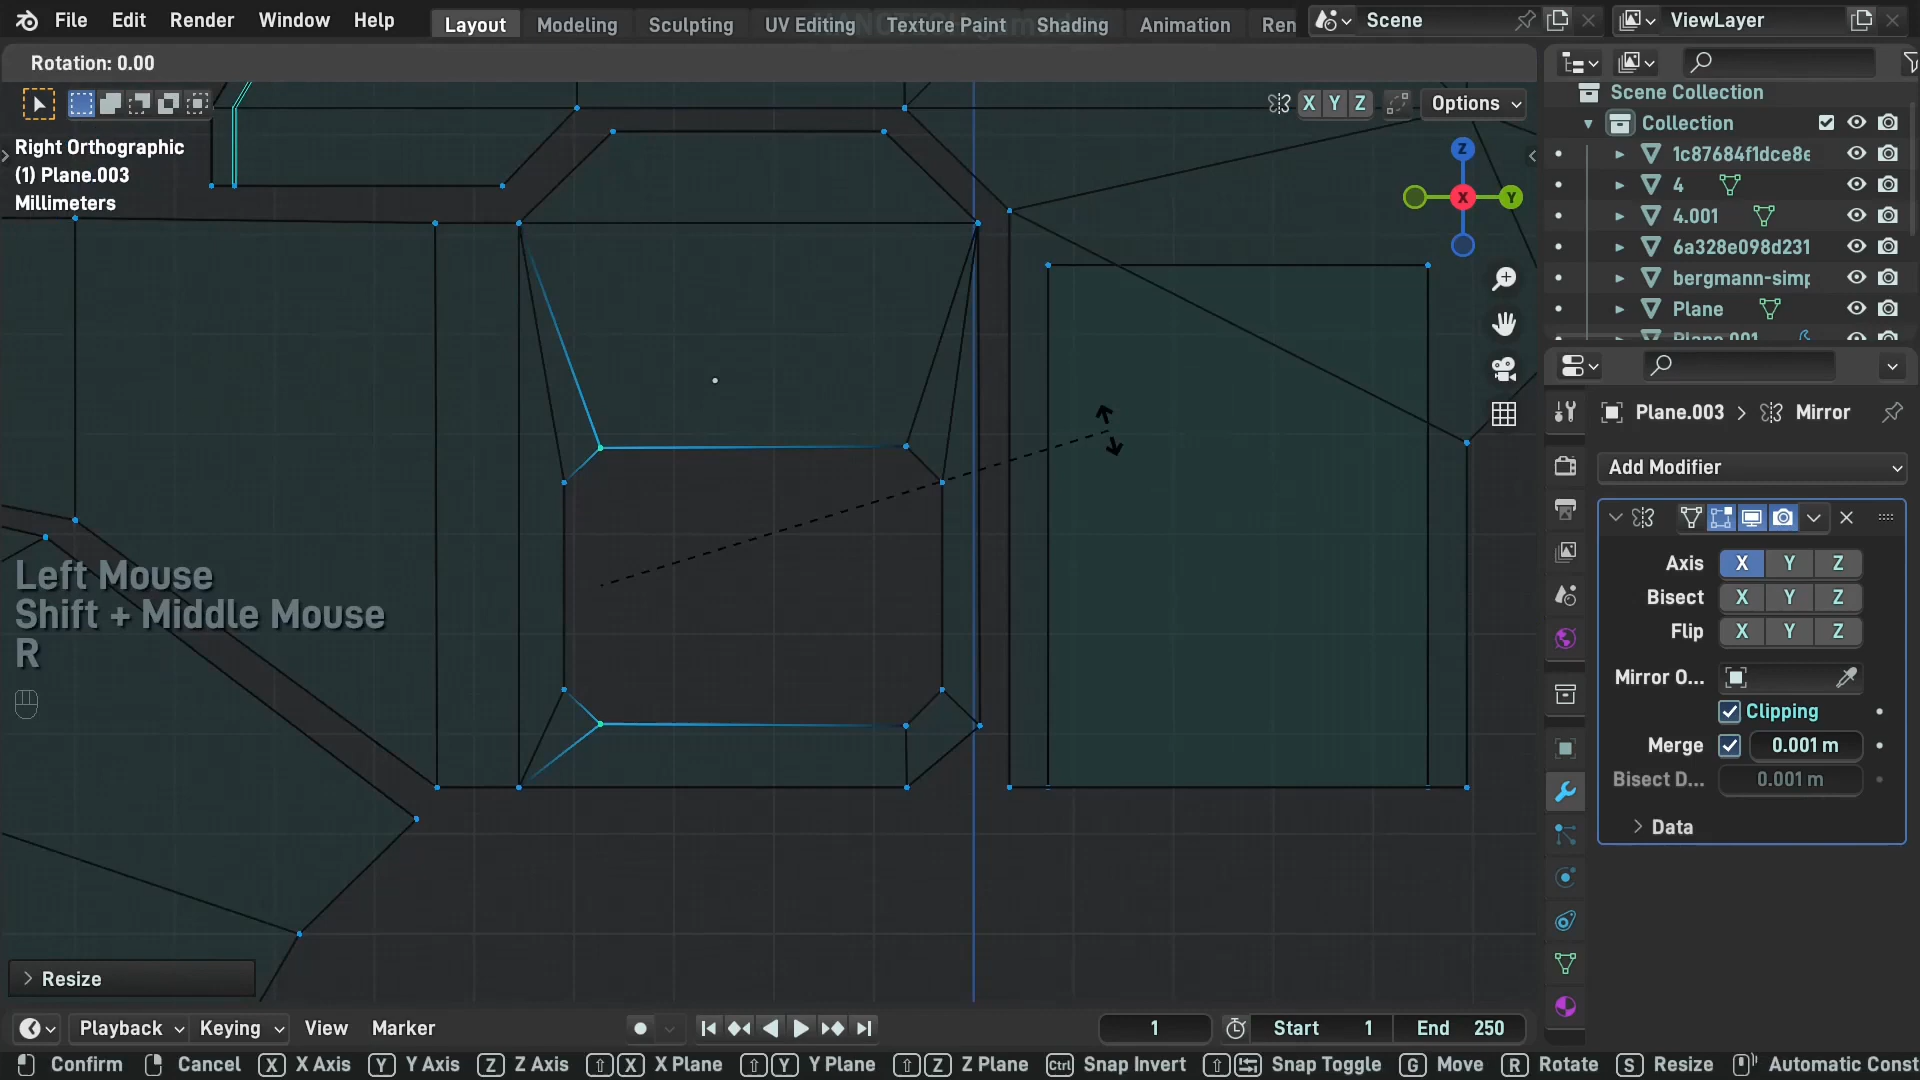 File Edit Render Window Help Layout Modeling Sculpting UV Editing Texture Paint Shading Animation Ren Scene ViewLayer
Rotation: 0.00
X Y Z Options
Right Orthographic
(1) Plane.003
Millimeters
Z
X
Y
Scene Collection
Collection
1c87684f1dce8e
4
4.001
6a328e098d231
bergmann-simp
Plane
Plane.001
Plane.003 > Mirror
Add Modifier
Axis X Y Z
Bisect X Y Z
Flip X Y Z
Mirror O...
Clipping
Merge 0.001 m
Bisect D... 0.001 m
Data
Left Mouse
Shift + Middle Mouse
R
Resize
Playback Keying View Marker 1 Start 1 End 250
Confirm Cancel X X Axis Y Y Axis Z Z Axis X X Plane Y Y Plane Z Z Plane Ctrl Snap Invert Snap Toggle G Move R Rotate S Resize Automatic Const